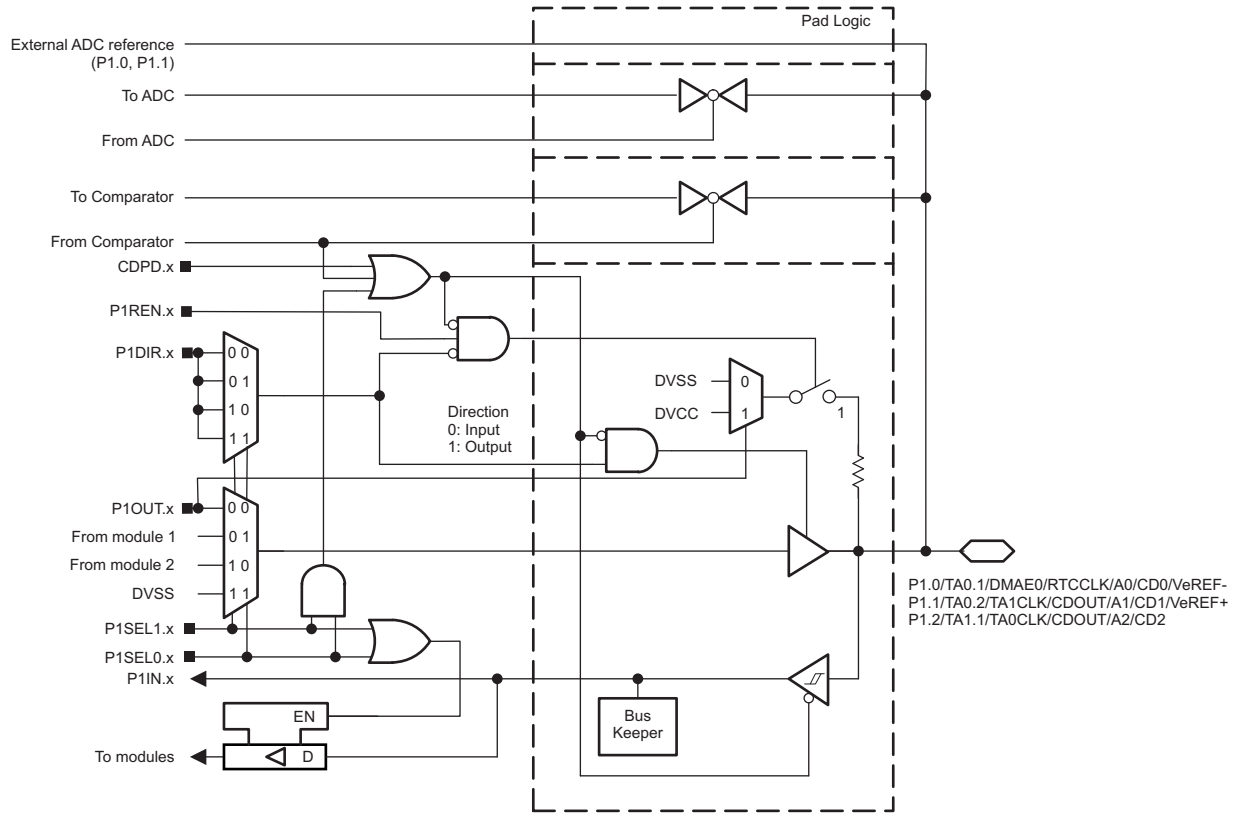 Pad Logic
External ADC reference
(P1.0, P1.1)
To ADC
From ADC
To Comparator
From Comparator
CDPD.x
P1REN.x
P1DIR.x
0 0
0 1
1 0
1 1
Direction
0: Input
1: Output
DVSS
0
DVCC
1
1
P1OUT.x
0 0
From module 1
0 1
From module 2
1 0
DVSS
1 1
P1.0/TA0.1/DMAE0/RTCCLK/A0/CD0/VeREF-
P1.1/TA0.2/TA1CLK/CDOUT/A1/CD1/VeREF+
P1.2/TA1.1/TA0CLK/CDOUT/A2/CD2
P1SEL1.x
P1SEL0.x
P1IN.x
EN
Bus
Keeper
To modules
D